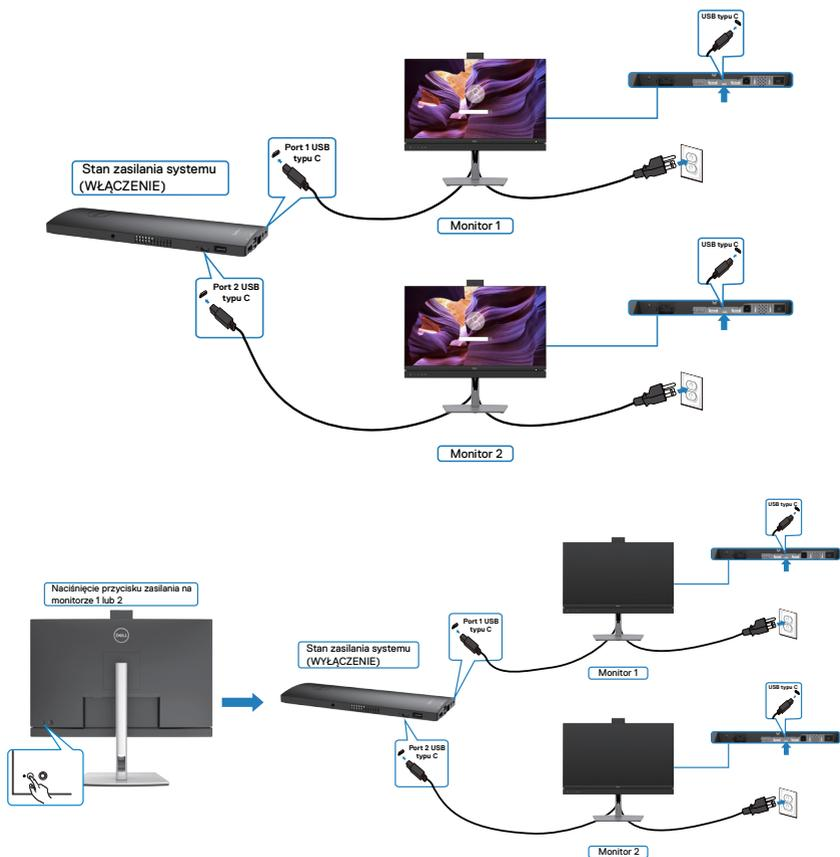 USB typu C
Port 1 USB
typu C
Stan zasilania systemu
(WŁĄCZENIE)
Monitor 1
USB typu C
Port 2 USB
typu C
Monitor 2
USB typu C
Naciśnięcie przycisku zasilania na
monitorze 1 lub 2
DELL
Port 1 USB
typu C
Stan zasilania systemu
(WYŁĄCZENIE)
Monitor 1
USB typu C
Port 2 USB
typu C
Monitor 2